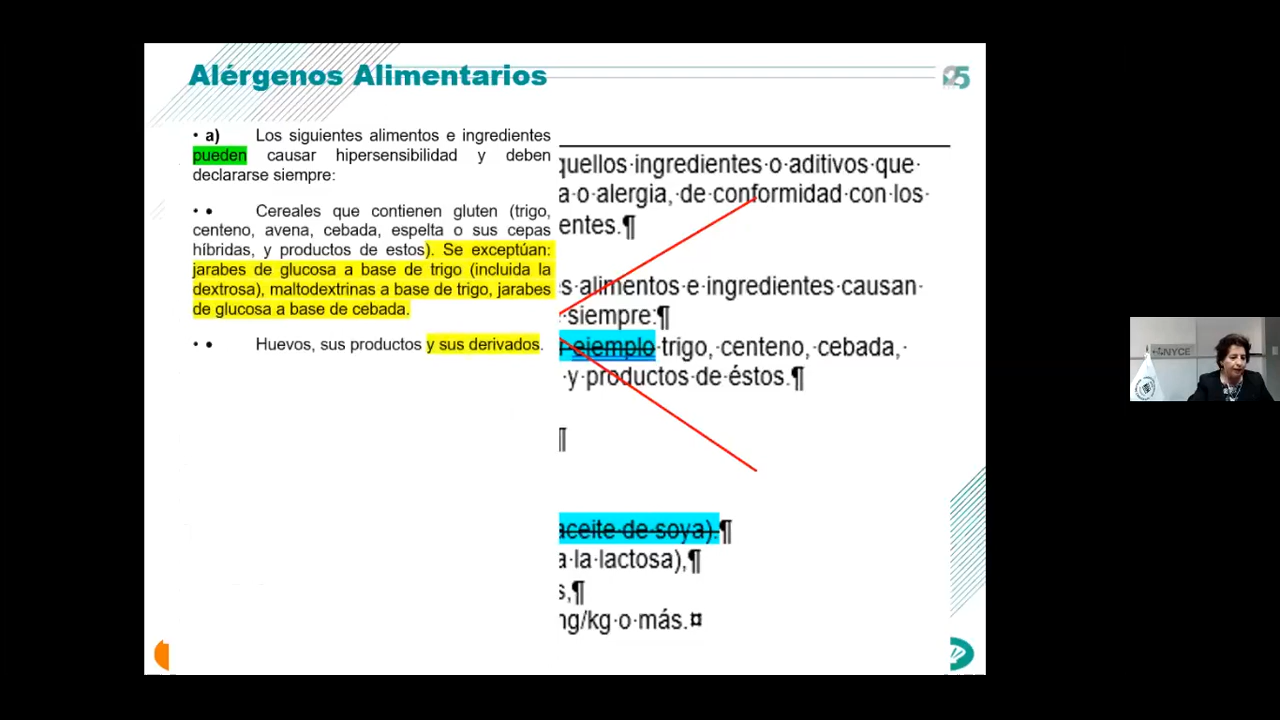 Alérgenos Alimentarios
25
• a) Los siguientes alimentos e ingredientes
pueden causar hipersensibilidad y deben
declararse siempre:
• • Cereales que contienen gluten (trigo,
centeno, avena, cebada, espelta o sus cepas
híbridas, y productos de estos). Se exceptúan:
jarabes de glucosa a base de trigo (incluida la
dextrosa), maltodextrinas a base de trigo, jarabes
de glucosa a base de cebada.
• • Huevos, sus productos y sus derivados.
quellos·ingredientes·o·aditivos·que·
a·o·alergia,·de·conformidad·con·los·
entes.¶
s·alimentos·e·ingredientes·causan·
·siempre:¶
ejemplo·trigo,·centeno,·cebada,·
·y·productos·de·éstos.¶
¶
aceite·de·soya).¶
a·la·lactosa),¶
s,¶
mg/kg·o·más.¤
NYCE